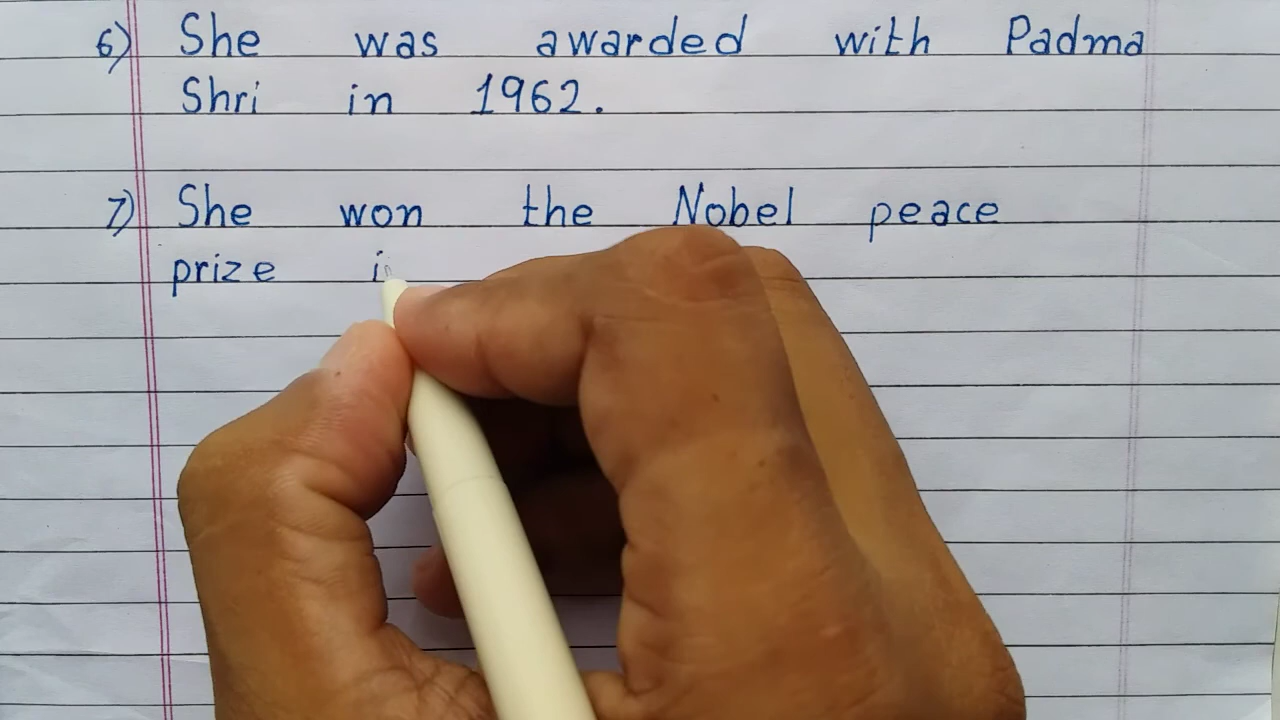 6) She was awarded with Padma
Shri in 1962.
7) She won the Nobel peace
prize i